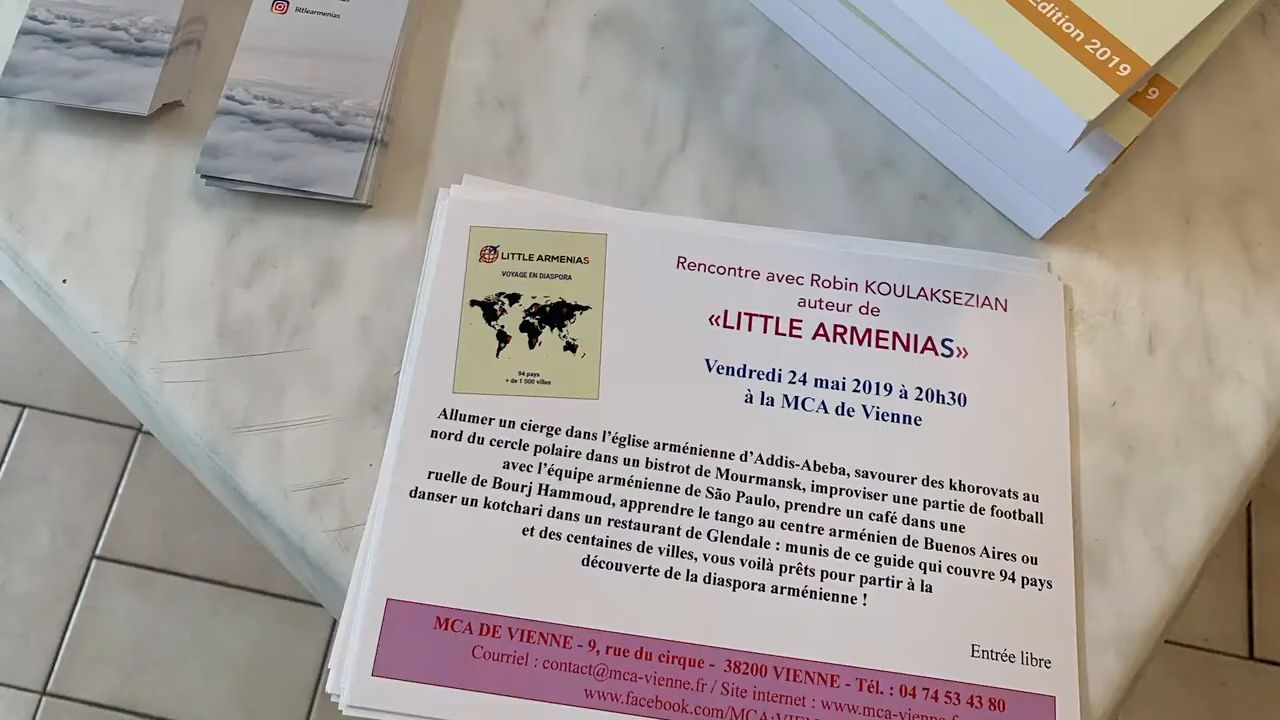 littlearmenias
Edition 2019
9
LITTLE ARMENIAS
VOYAGE EN DIASPORA
94 pays
+ de 1 000 villes
Rencontre avec Robin KOULAKSEZIAN
auteur de
«LITTLE ARMENIAS»
Vendredi 24 mai 2019 à 20h30
à la MCA de Vienne
Allumer un cierge dans l'église arménienne d'Addis-Abeba, savourer des khorovats au
nord du cercle polaire dans un bistrot de Mourmansk, improviser une partie de football
avec l'équipe arménienne de São Paulo, prendre un café dans une
ruelle de Bourj Hammoud, apprendre le tango au centre arménien de Buenos Aires ou
danser un kotchari dans un restaurant de Glendale : munis de ce guide qui couvre 94 pays
et des centaines de villes, vous voilà prêts pour partir à la
découverte de la diaspora arménienne !
Entrée libre
MCA DE VIENNE - 9, rue du cirque - 38200 VIENNE - Tél. : 04 74 53 43 80
Courriel : contact@mca-vienne.fr / Site internet : www.mca-vienne.f
www.facebook.com/MCA.VIEN